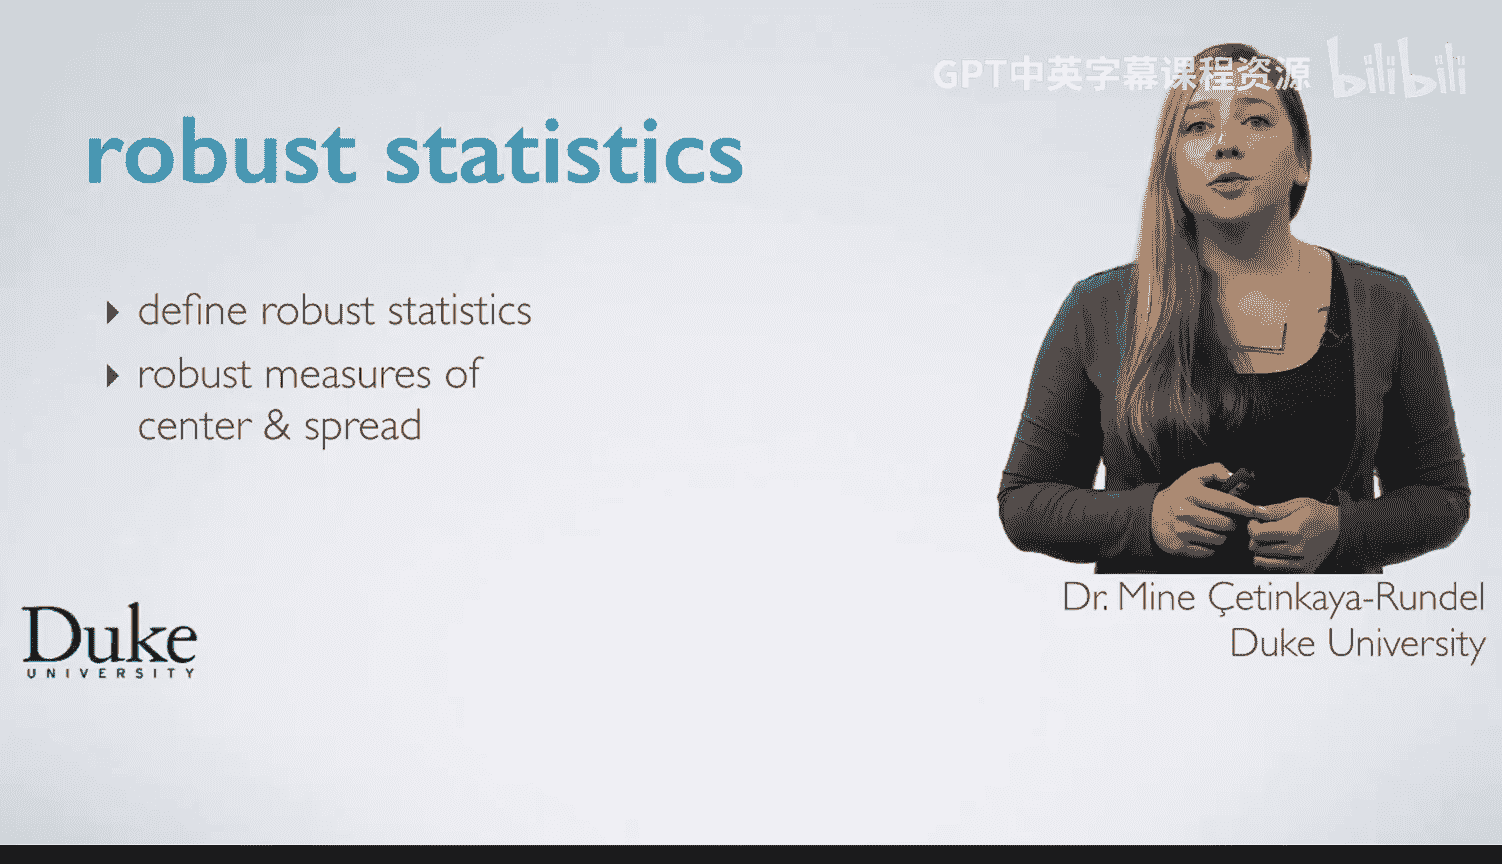 GPT中英字幕课程资源 bilibili
robust statistics
define robust statistics
robust measures of
center & spread
Dr. Mine Çetinkaya-Rundel
Duke University
Duke
UNIVERSITY